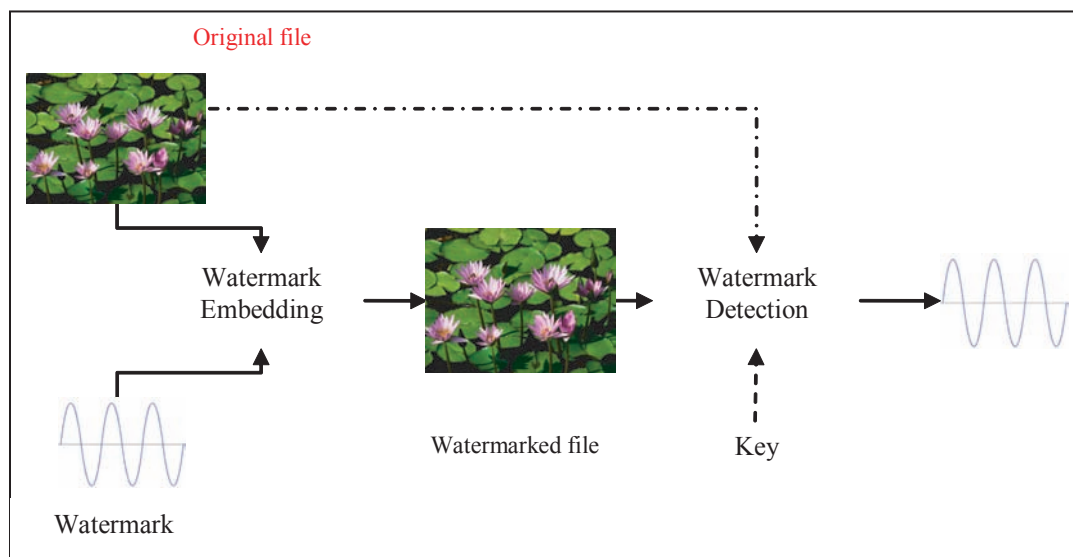 Original file
Watermark
Embedding
Watermark
Detection
Watermarked file
Key
Watermark